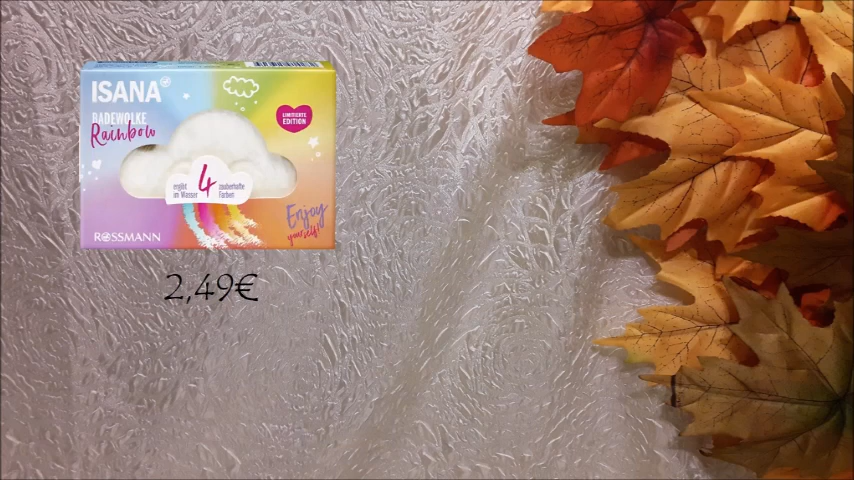 ISANA
BADEWOLKE
Rainbow
LIMITIERTE
EDITION
ergibt
im Wasser
4
zauberhafte
Farben
Enjoy
yourself!
ROSSMANN
2,49€